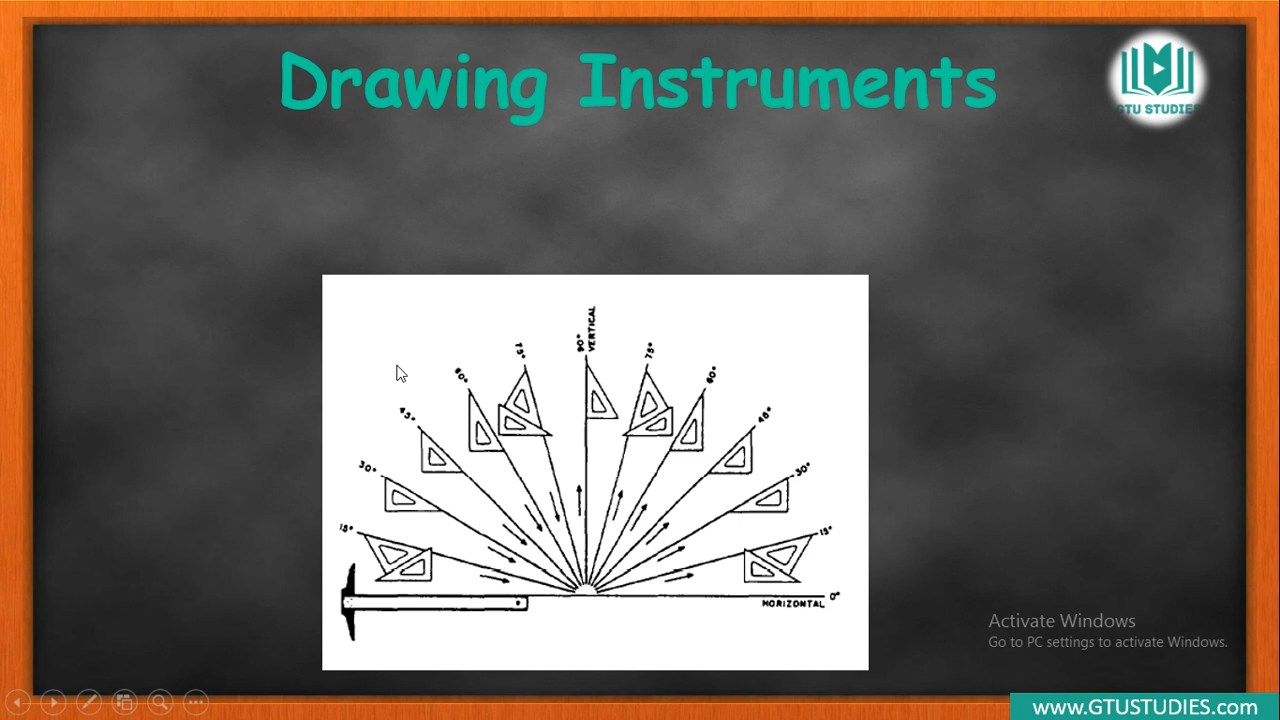 Drawing Instruments
GTU STUDIES
90°
VERTICAL
75°
75°
60°
60°
45°
45°
30°
30°
15°
15°
0°
HORIZONTAL
Activate Windows
Go to PC settings to activate Windows.
www.GTUSTUDIES.com